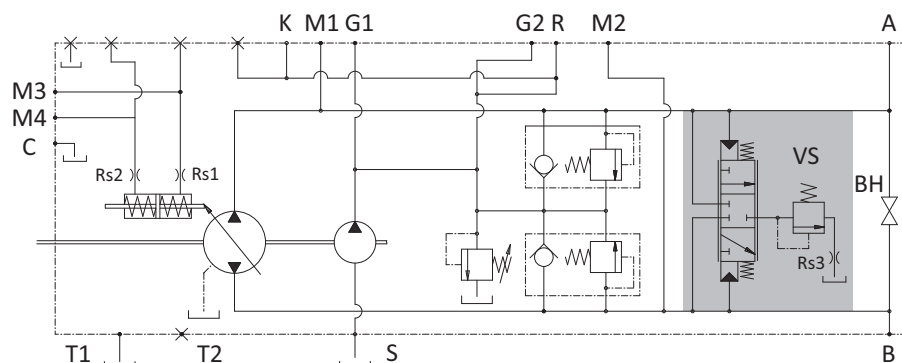 K M1 G1 G2 R M2 A
M3
M4
C
VS
Rs2 Rs1
BH
Rs3
T1 T2 S B